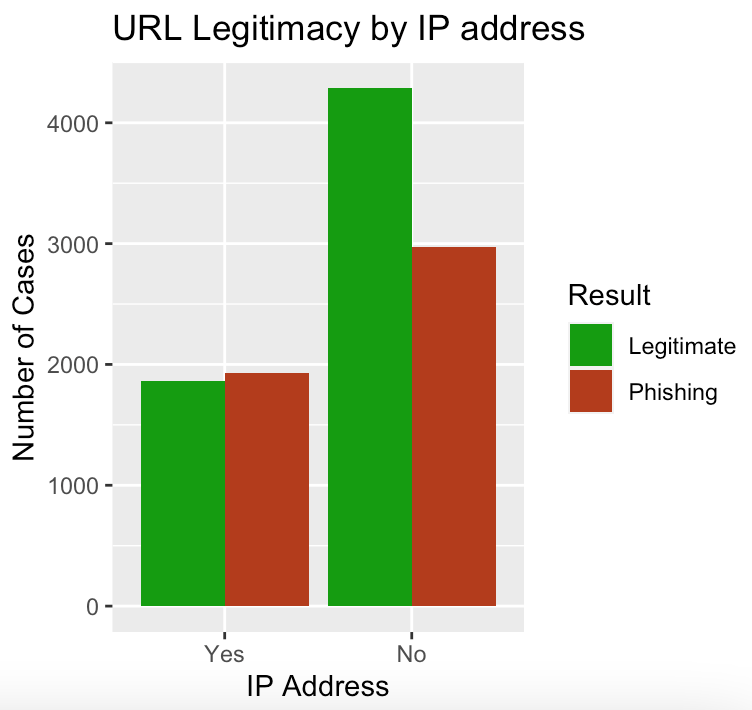 URL Legitimacy by IP address
Number of Cases
4000
3000
2000
1000
0
Yes
No
IP Address
Result
Legitimate
Phishing